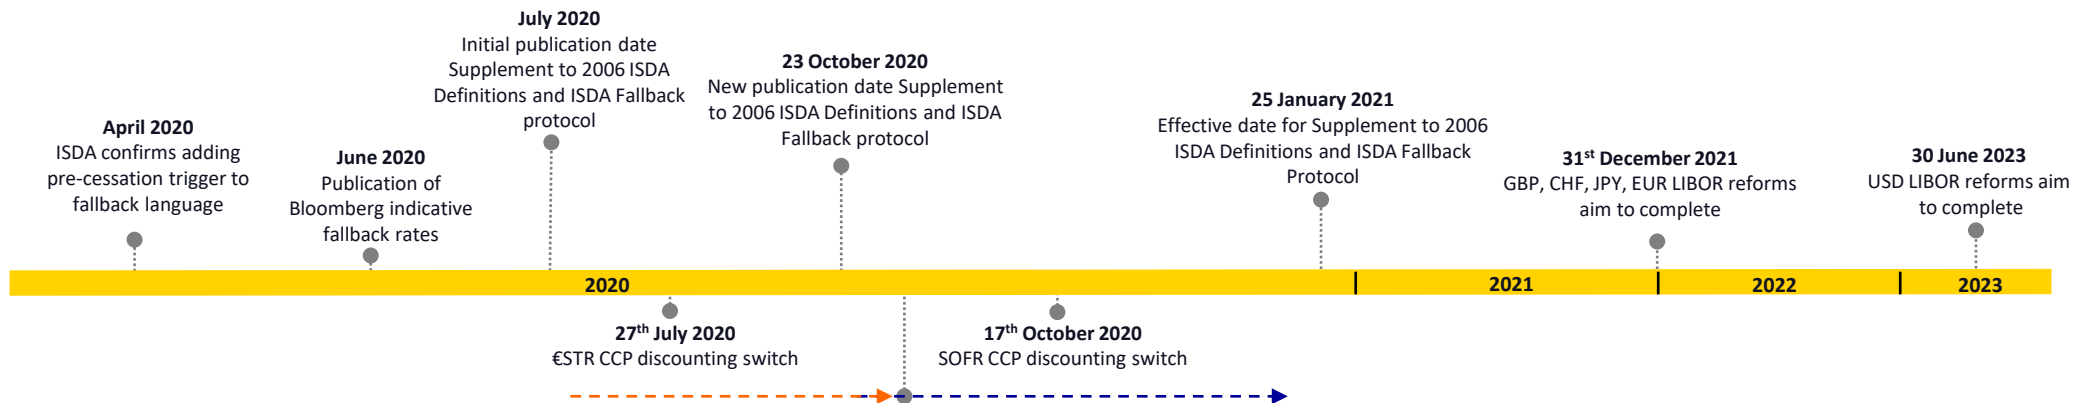 July 2020
Initial publication date
Supplement to 2006 ISDA
Definitions and ISDA Fallback
protocol
23 October 2020
New publication date Supplement
to 2006 ISDA Definitions and ISDA
Fallback protocol
25 January 2021
Effective date for Supplement to 2006
ISDA Definitions and ISDA Fallback
Protocol
April 2020
ISDA confirms adding
pre-cessation trigger to
fallback language
June 2020
Publication of
Bloomberg indicative
fallback rates
31st December 2021
GBP, CHF, JPY, EUR LIBOR reforms
aim to complete
30 June 2023
USD LIBOR reforms aim
to complete
2020
2021
2022
2023
27th July 2020
€STR CCP discounting switch
17th October 2020
SOFR CCP discounting switch